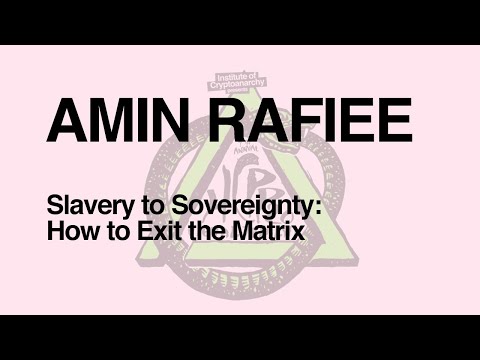 Institute of
Cryptoanarchy
AMIN RAFIEE
Slavery to Sovereignty:
How to Exit the Matrix